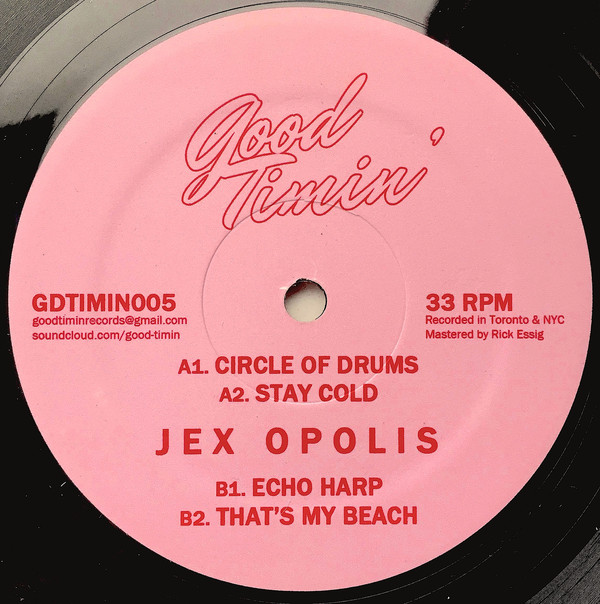 good
Timin'
GDTIMIN005
goodtiminrecords@gmail.com
soundcloud.com/good-timin
33 RPM
Recorded in Toronto & NYC
Mastered by Rick Essig
A1. CIRCLE OF DRUMS
A2. STAY COLD
JEX OPOLIS
B1. ECHO HARP
B2. THAT'S MY BEACH